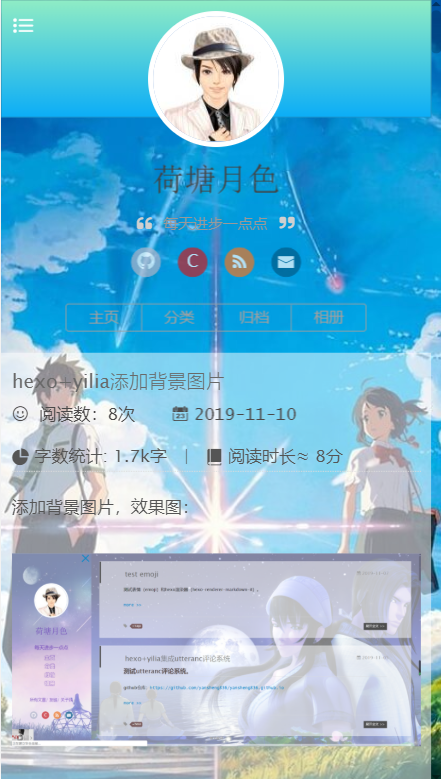 荷塘月色
每天进步一点点
C
主页 分类 归档 相册
hexo+yilia添加背景图片
阅读数：8次 23 2019-11-10
字数统计: 1.7k字 | 阅读时长≈ 8分
添加背景图片，效果图：
荷塘月色
每天进步一点点
test emoji
hexo+yilia集成utteranc评论系统
测试utteranc评论系统。